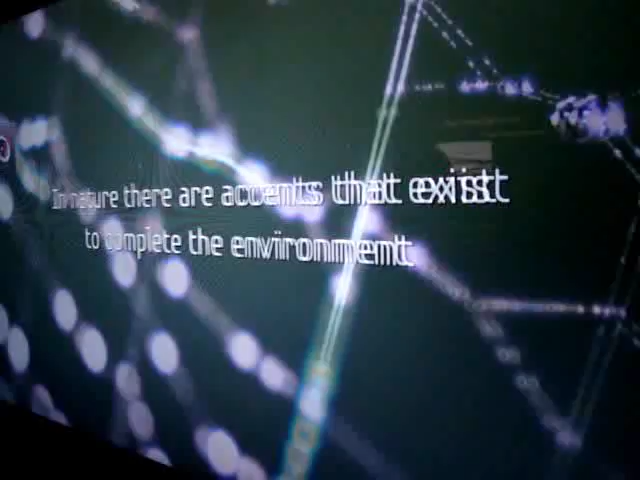 In nature there are accents that exist
to complete the environment